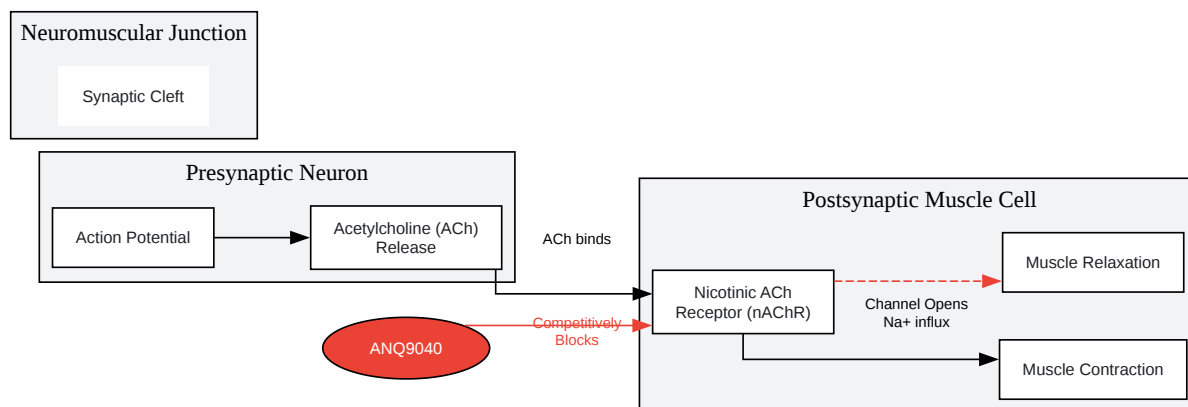 Neuromuscular Junction
Synaptic Cleft
Presynaptic Neuron
Action Potential
Acetylcholine (ACh)
Release
ACh binds
Postsynaptic Muscle Cell
Nicotinic ACh
Receptor (nAChR)
Muscle Relaxation
Channel Opens
Na+ influx
Competitively
Blocks
ANQ9040
Muscle Contraction